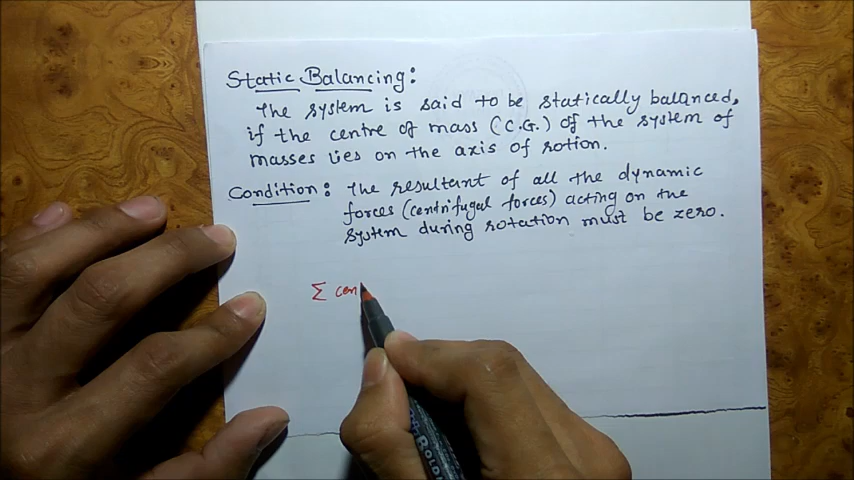 Static Balancing:
The system is said to be statically balanced,
if the centre of mass (C.G.) of the system of
masses lies on the axis of rotion.
Condition: The resultant of all the dynamic
forces (centrifugal forces) acting on the
system during rotation must be zero.
Σ cen